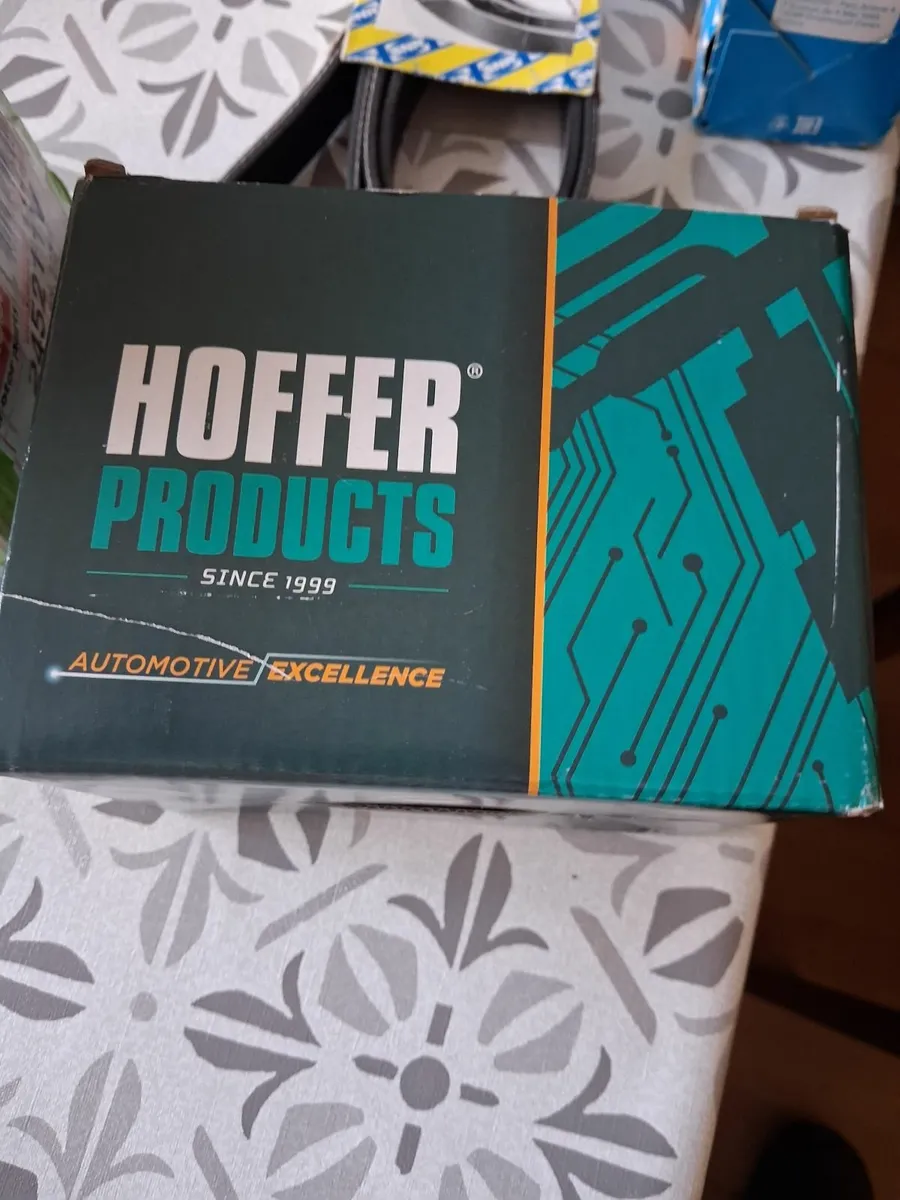 HOFFER®
PRODUCTS
SINCE 1999
AUTOMOTIVE EXCELLENCE